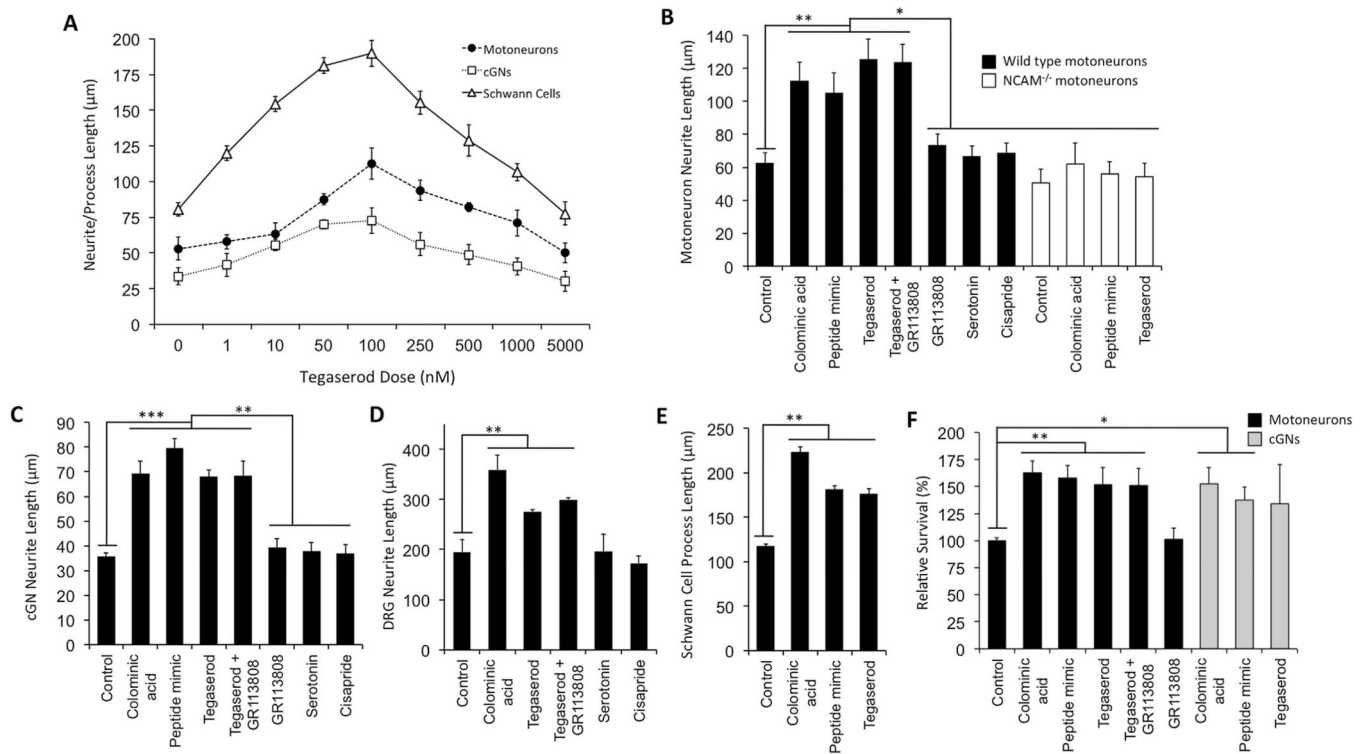 A
Neurite/Process Length (μm)
200
175
150
125
100
75
50
25
0
Motoneurons
cGNs
Schwann Cells
0 1 10 50 100 250 500 1000 5000
Tegaserod Dose (nM)
B
Motoneuron Neurite Length (μm)
140
120
100
80
60
40
20
0
** *
Wild type motoneurons
NCAM-/- motoneurons
Control
Colominic acid
Peptide mimic
Tegaserod
Tegaserod +
GR113808
GR113808
Serotonin
Cisapride
Control
Colominic acid
Peptide mimic
Tegaserod
C
cGN Neurite Length (μm)
90
80
70
60
50
40
30
20
10
0
*** **
Control
Colominic
acid
Peptide mimic
Tegaserod
Tegaserod +
GR113808
GR113808
Serotonin
Cisapride
D
DRG Neurite Length (μm)
400
300
200
100
0
**
Control
Colominic
acid
Tegaserod
Tegaserod +
GR113808
Serotonin
Cisapride
E
Schwann Cell Process Length (μm)
250
200
150
100
50
0
**
Control
Colominic
acid
Peptide mimic
Tegaserod
F
Relative Survival (%)
200
175
150
125
100
75
50
25
0
** *
Motoneurons
cGNs
Control
Colominic
acid
Peptide mimic
Tegaserod
Tegaserod +
GR113808
GR113808
Colominic
acid
Peptide mimic
Tegaserod